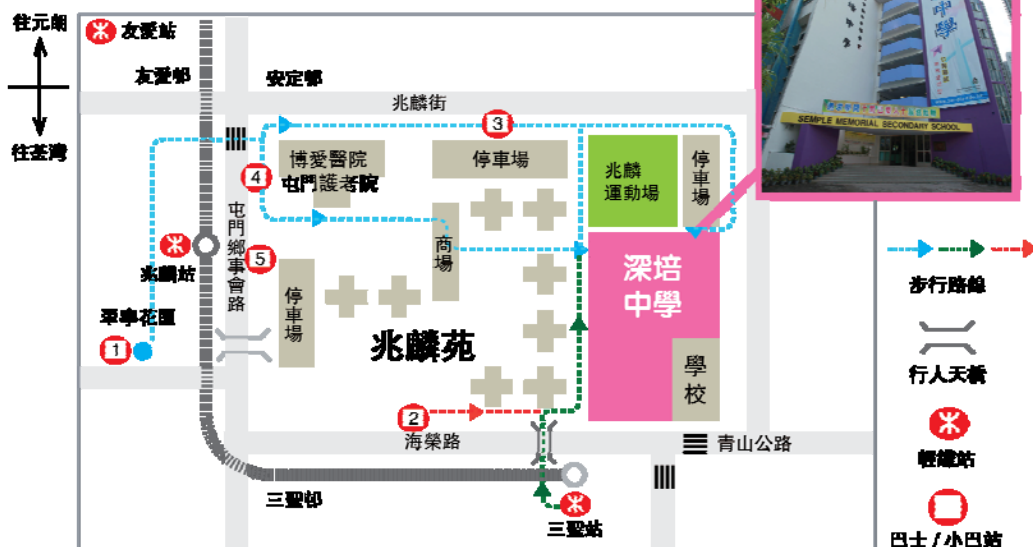 往元朗
往荃灣
友愛站
友愛邨
安定邨
兆麟街
3
博愛醫院
屯門護老院
停車場
兆麟
運動場
停車場
4
屯門鄉事會路
兆麟站
5
商場
停車場
翠寧花園
1
兆麟苑
深培
中學
學校
2
海榮路
青山公路
三聖邨
三聖站
SEMPLE MEMORIAL SECONDARY SCHOOL
步行路線
行人天橋
輕鐵站
巴士 / 小巴站